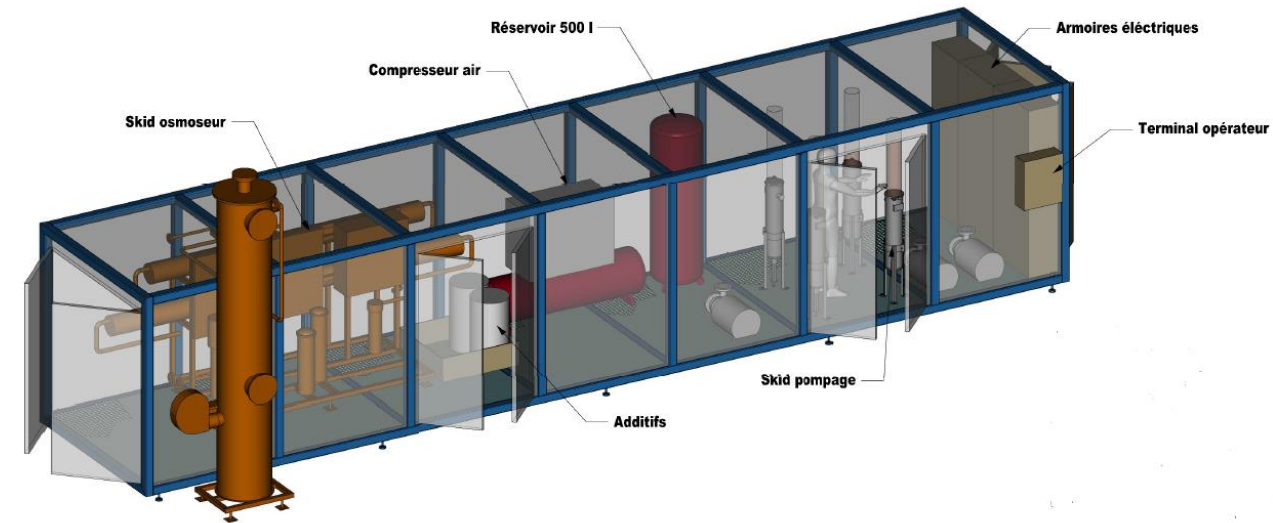 Réservoir 500 l
Armoires éléctriques
Compresseur air
Skid osmoseur
Terminal opérateur
Skid pompage
Additifs